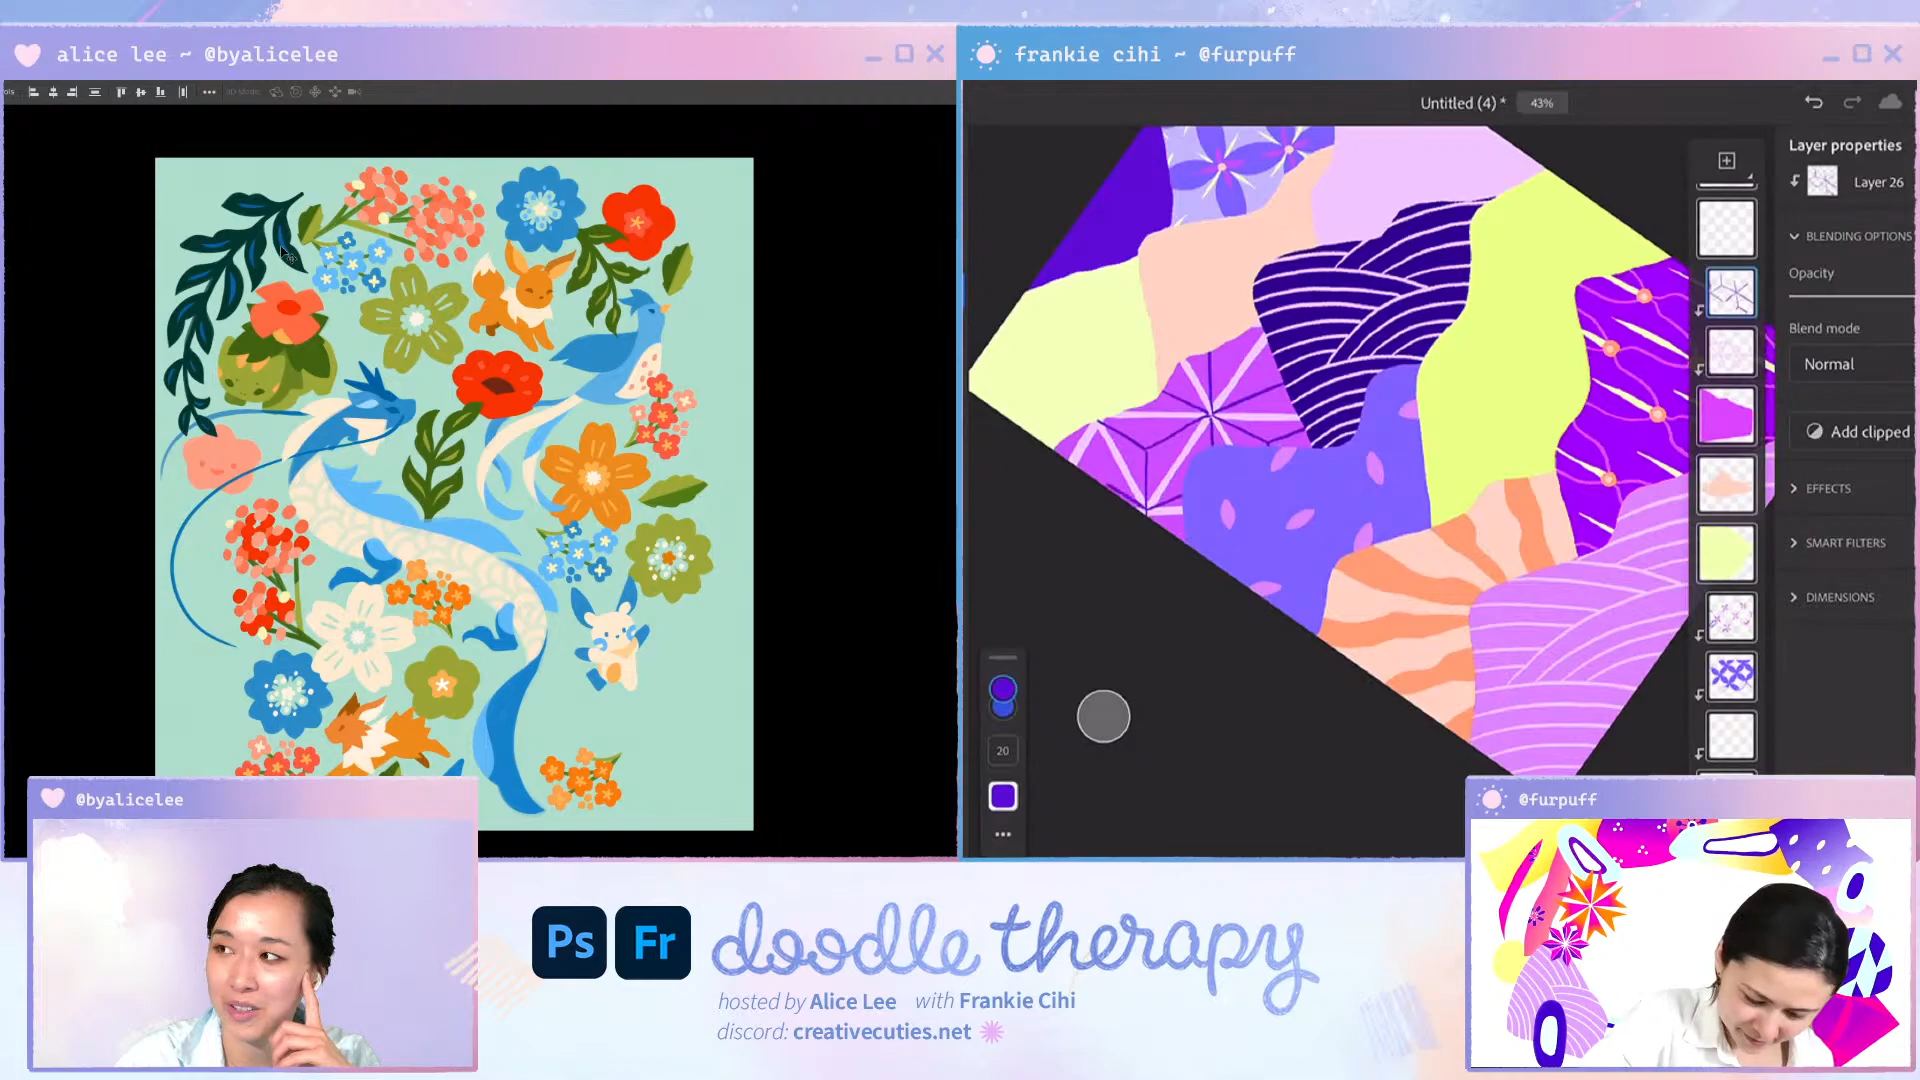 alice lee ~ @byalicelee
frankie cihi ~ @furpuff
Untitled (4) *
43%
Layer properties
Layer 26
BLENDING OPTIONS
Opacity
Blend mode
Normal
Add clipped
EFFECTS
SMART FILTERS
DIMENSIONS
20
@byalicelee
@furpuff
Ps
Fr
doodle therapy
hosted by Alice Lee with Frankie Cihi
discord: creativecuties.net